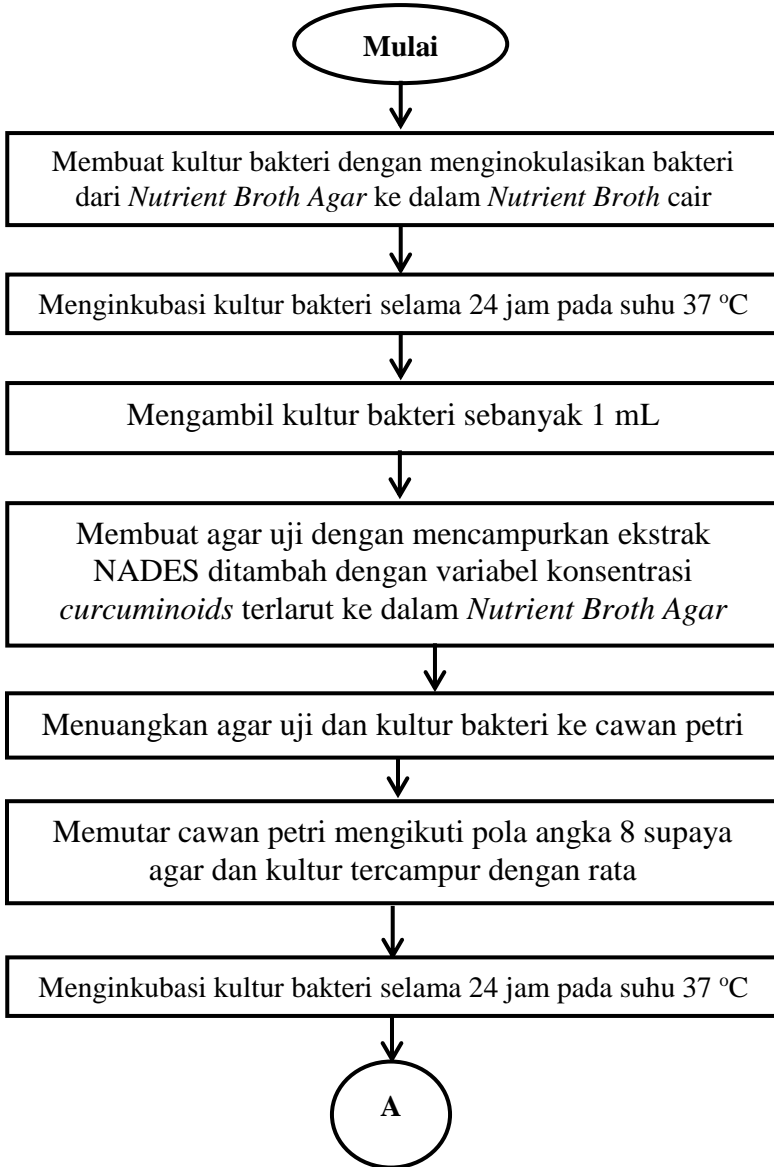 Mulai
Membuat kultur bakteri dengan menginokulasikan bakteri
dari Nutrient Broth Agar ke dalam Nutrient Broth cair
Menginkubasi kultur bakteri selama 24 jam pada suhu 37 °C
Mengambil kultur bakteri sebanyak 1 mL
Membuat agar uji dengan mencampurkan ekstrak
NADES ditambah dengan variabel konsentrasi
curcuminoids terlarut ke dalam Nutrient Broth Agar
Menuangkan agar uji dan kultur bakteri ke cawan petri
Memutar cawan petri mengikuti pola angka 8 supaya
agar dan kultur tercampur dengan rata
Menginkubasi kultur bakteri selama 24 jam pada suhu 37 °C
A